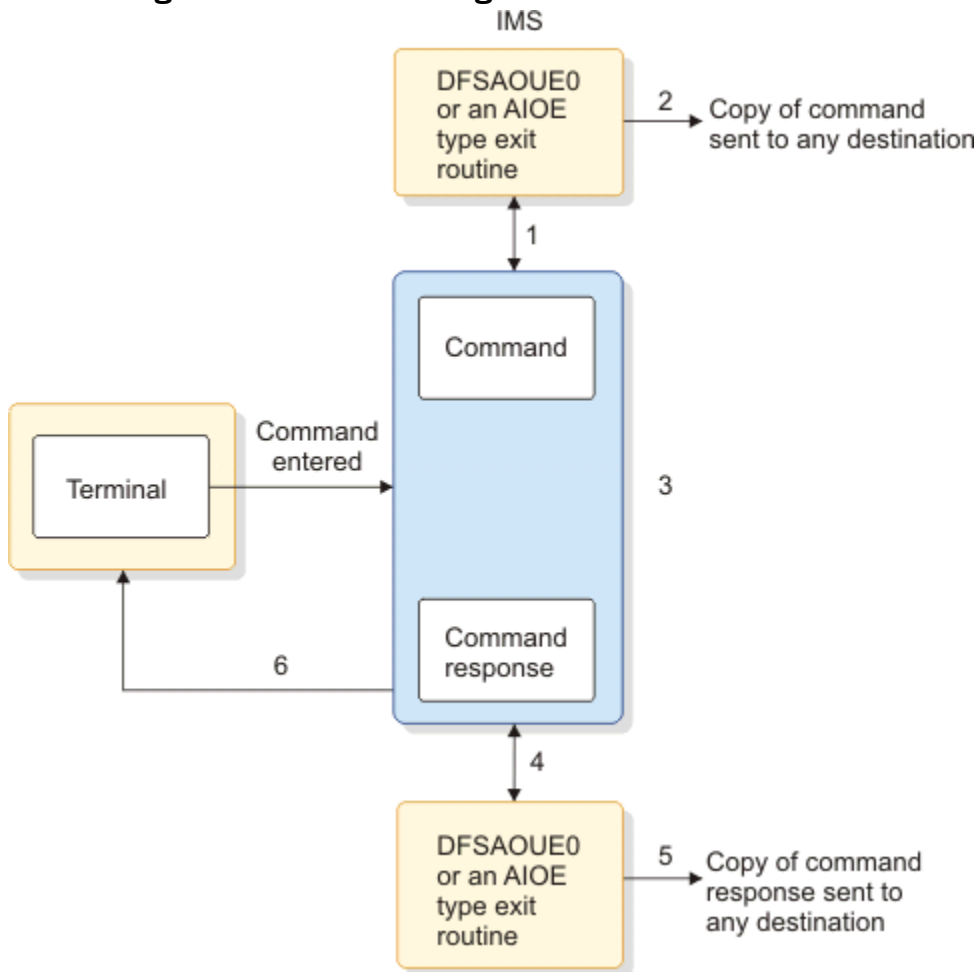 IMS
DFSAOUE0
or an AIOE
type exit
routine
2
Copy of command
sent to any destination
1
Command
Command
entered
Terminal
3
Command
response
6
4
DFSAOUE0
or an AIOE
type exit
routine
5
Copy of command
response sent to
any destination